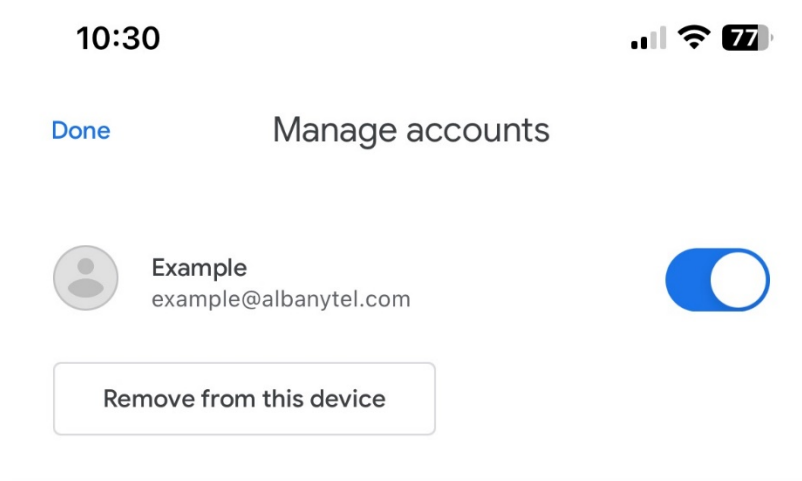 10:30 77
Done Manage accounts
Example
example@albanytel.com
Remove from this device